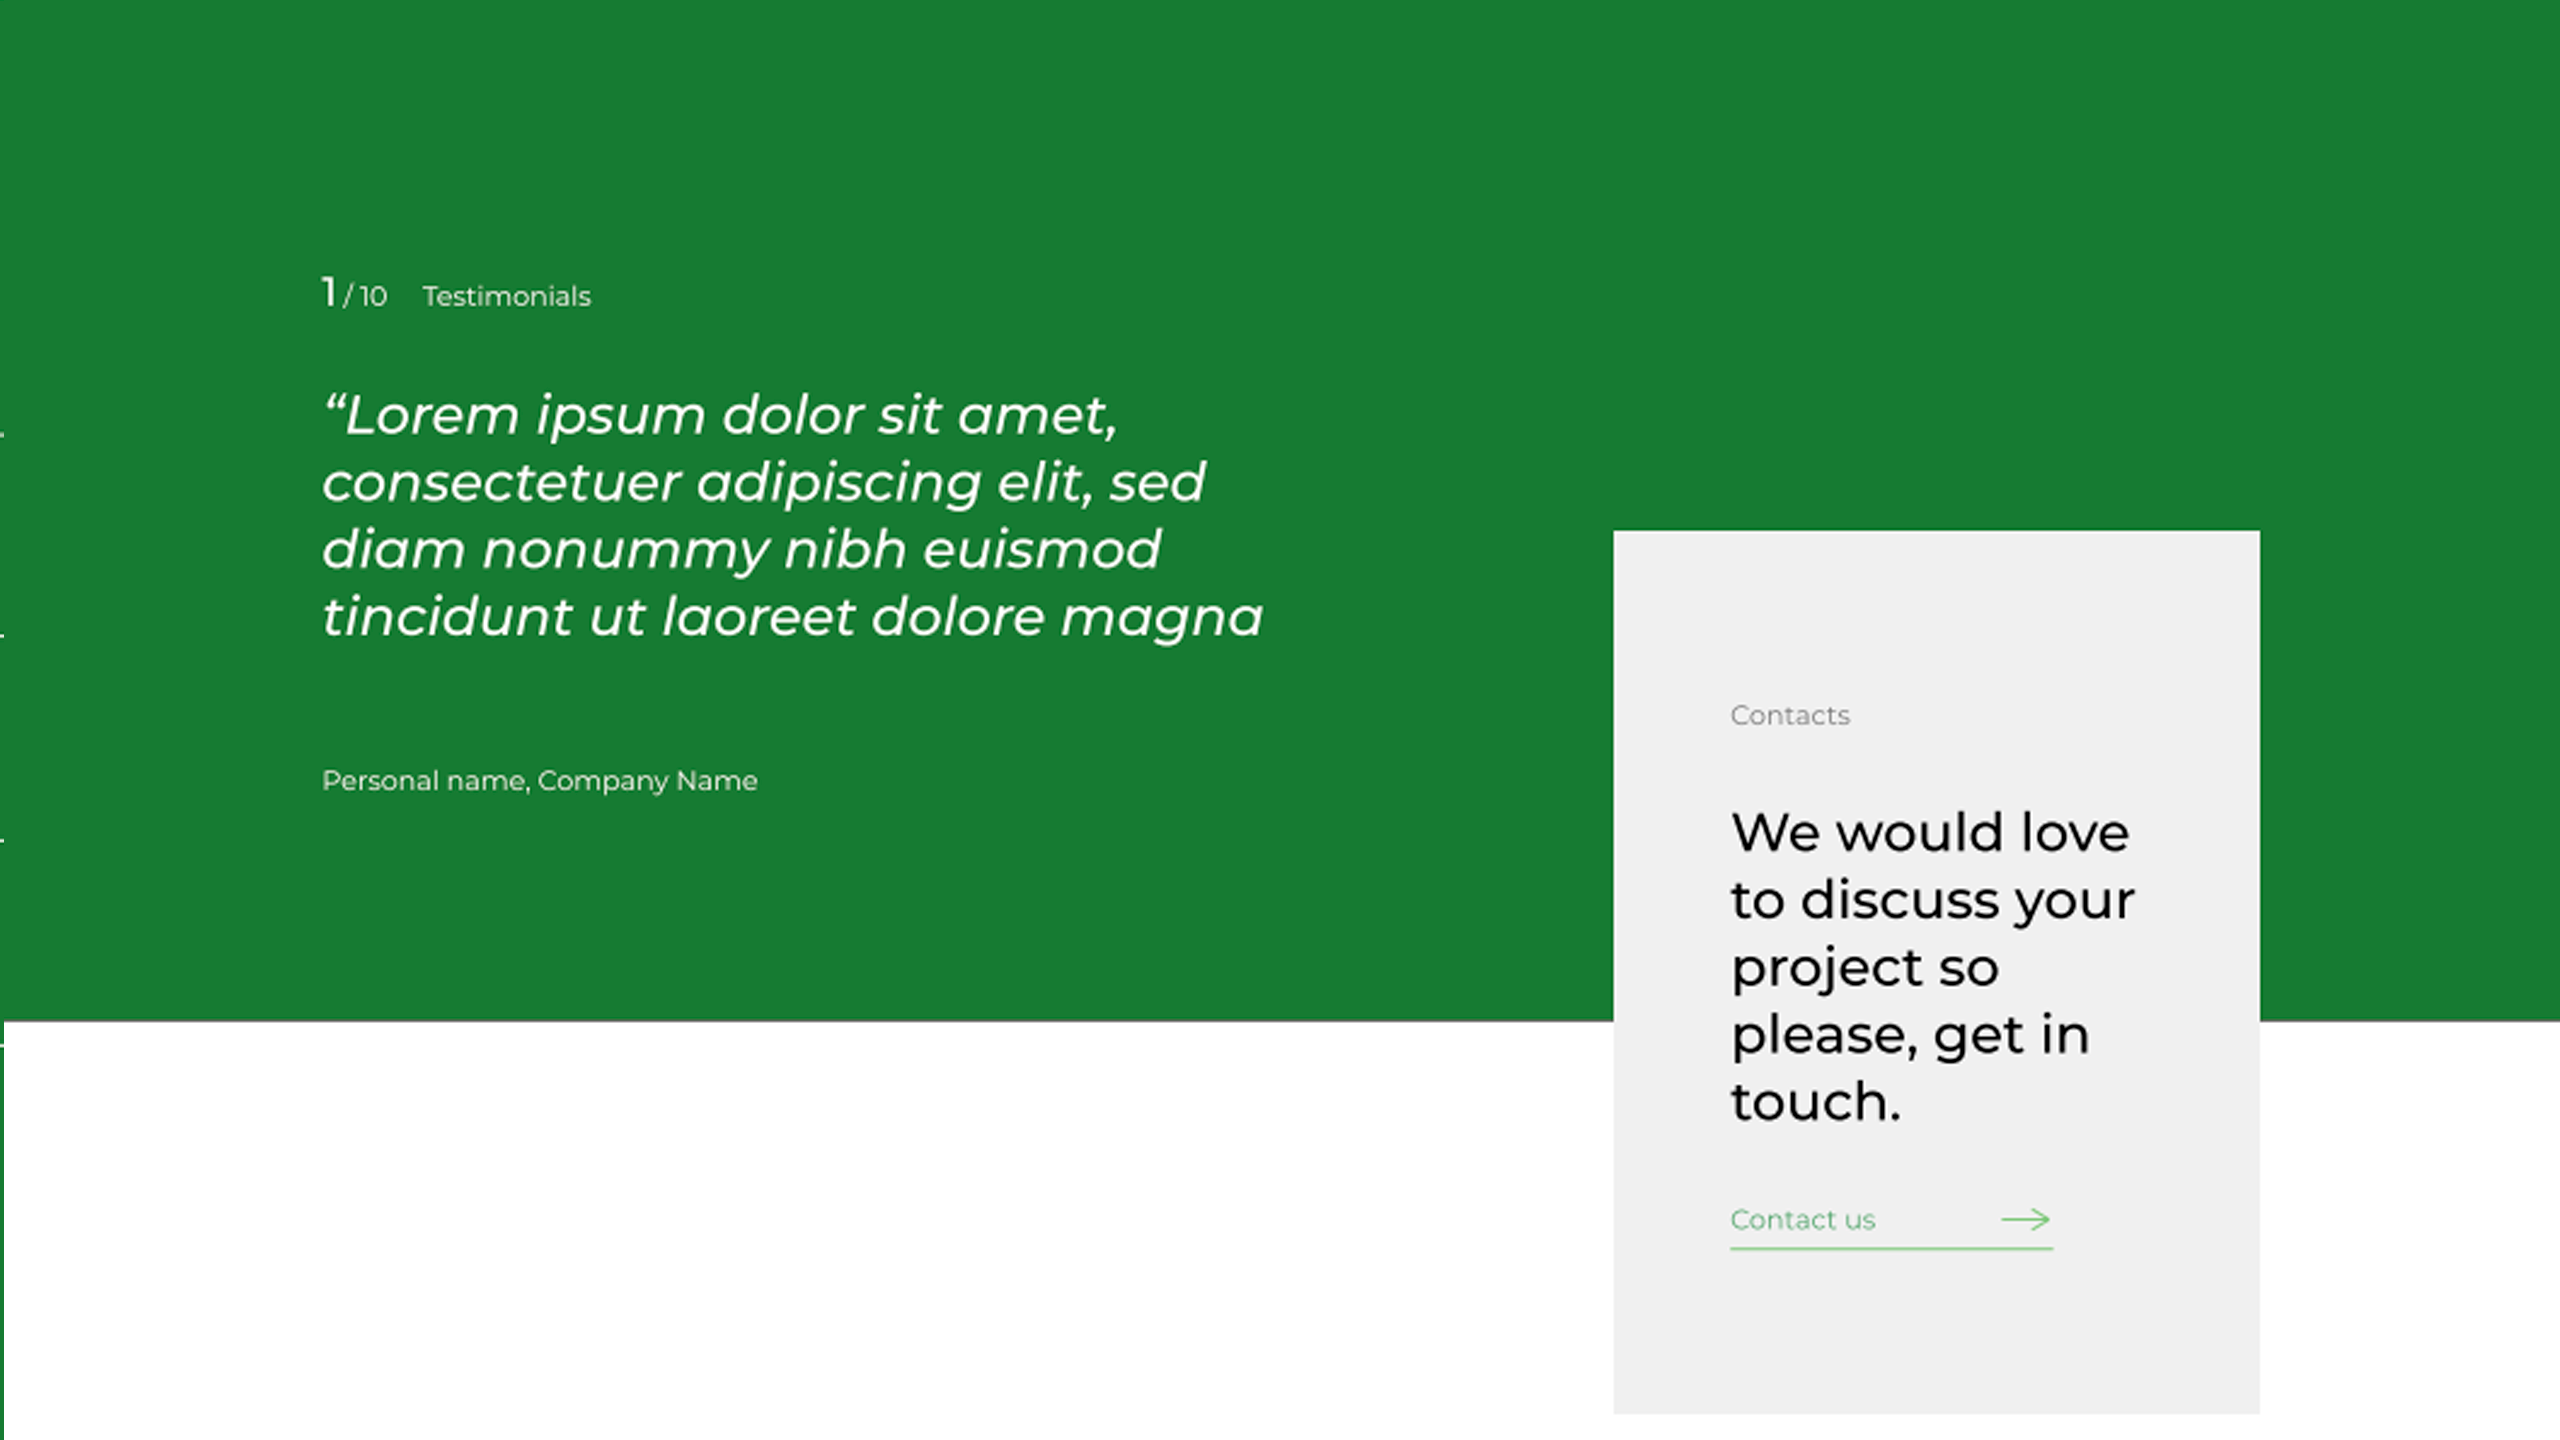 1 / 10 Testimonials
“Lorem ipsum dolor sit amet,
consectetuer adipiscing elit, sed
diam nonummy nibh euismod
tincidunt ut laoreet dolore magna
Personal name, Company Name
Contacts
We would love
to discuss your
project so
please, get in
touch.
Contact us